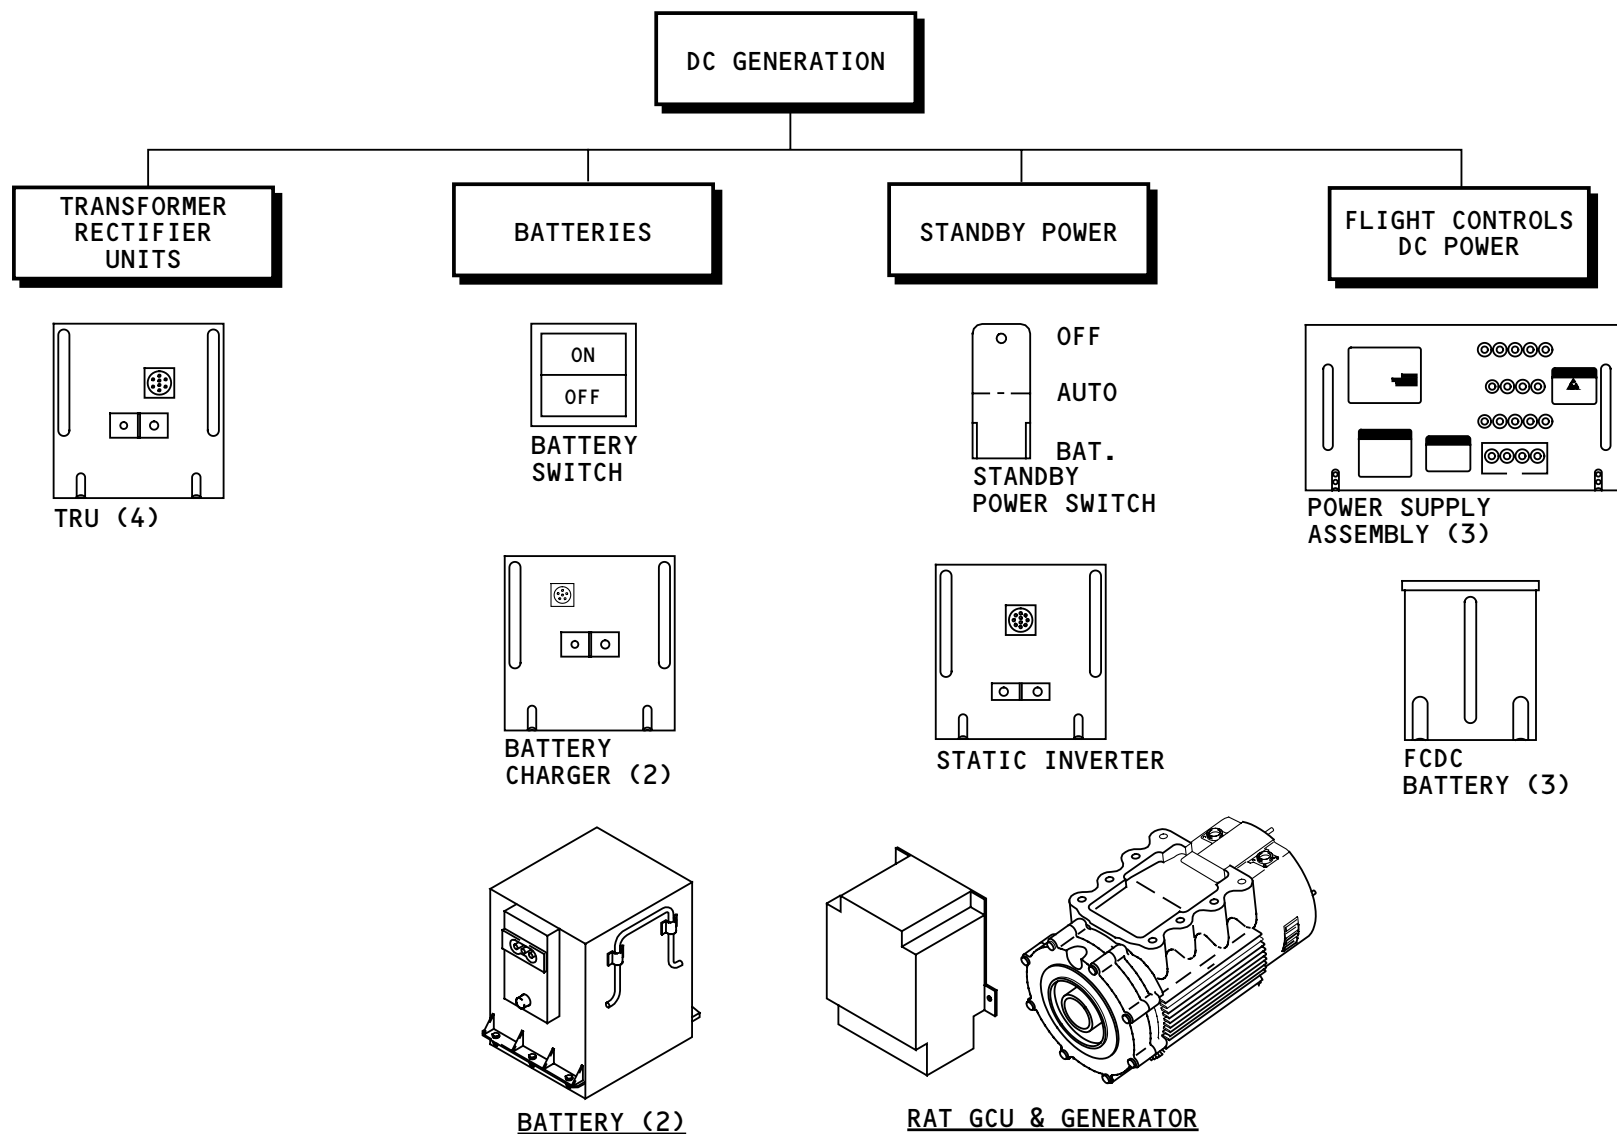 DC GENERATION
TRANSFORMER
RECTIFIER
UNITS
BATTERIES
STANDBY POWER
FLIGHT CONTROLS
DC POWER
TRU (4)
ON
OFF
BATTERY
SWITCH
BATTERY
CHARGER (2)
BATTERY (2)
OFF
AUTO
BAT.
STANDBY
POWER SWITCH
STATIC INVERTER
RAT GCU & GENERATOR
POWER SUPPLY
ASSEMBLY (3)
FCDC
BATTERY (3)